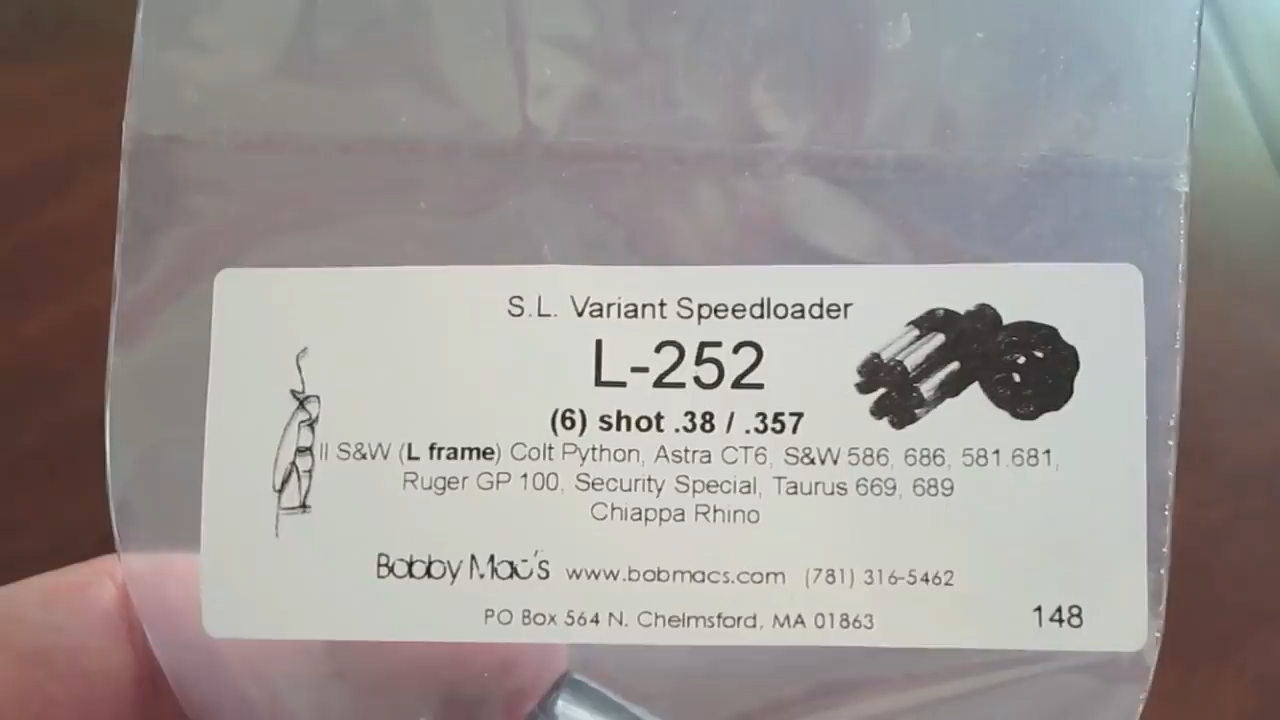 S.L. Variant Speedloader
L-252
(6) shot .38 / .357
ll S&W (L frame) Colt Python, Astra CT6, S&W 586, 686, 581.681,
Ruger GP 100, Security Special, Taurus 669, 689
Chiappa Rhino
Bobby Mac's www.bobmacs.com (781) 316-5462
PO Box 564 N. Chelmsford, MA 01863 148